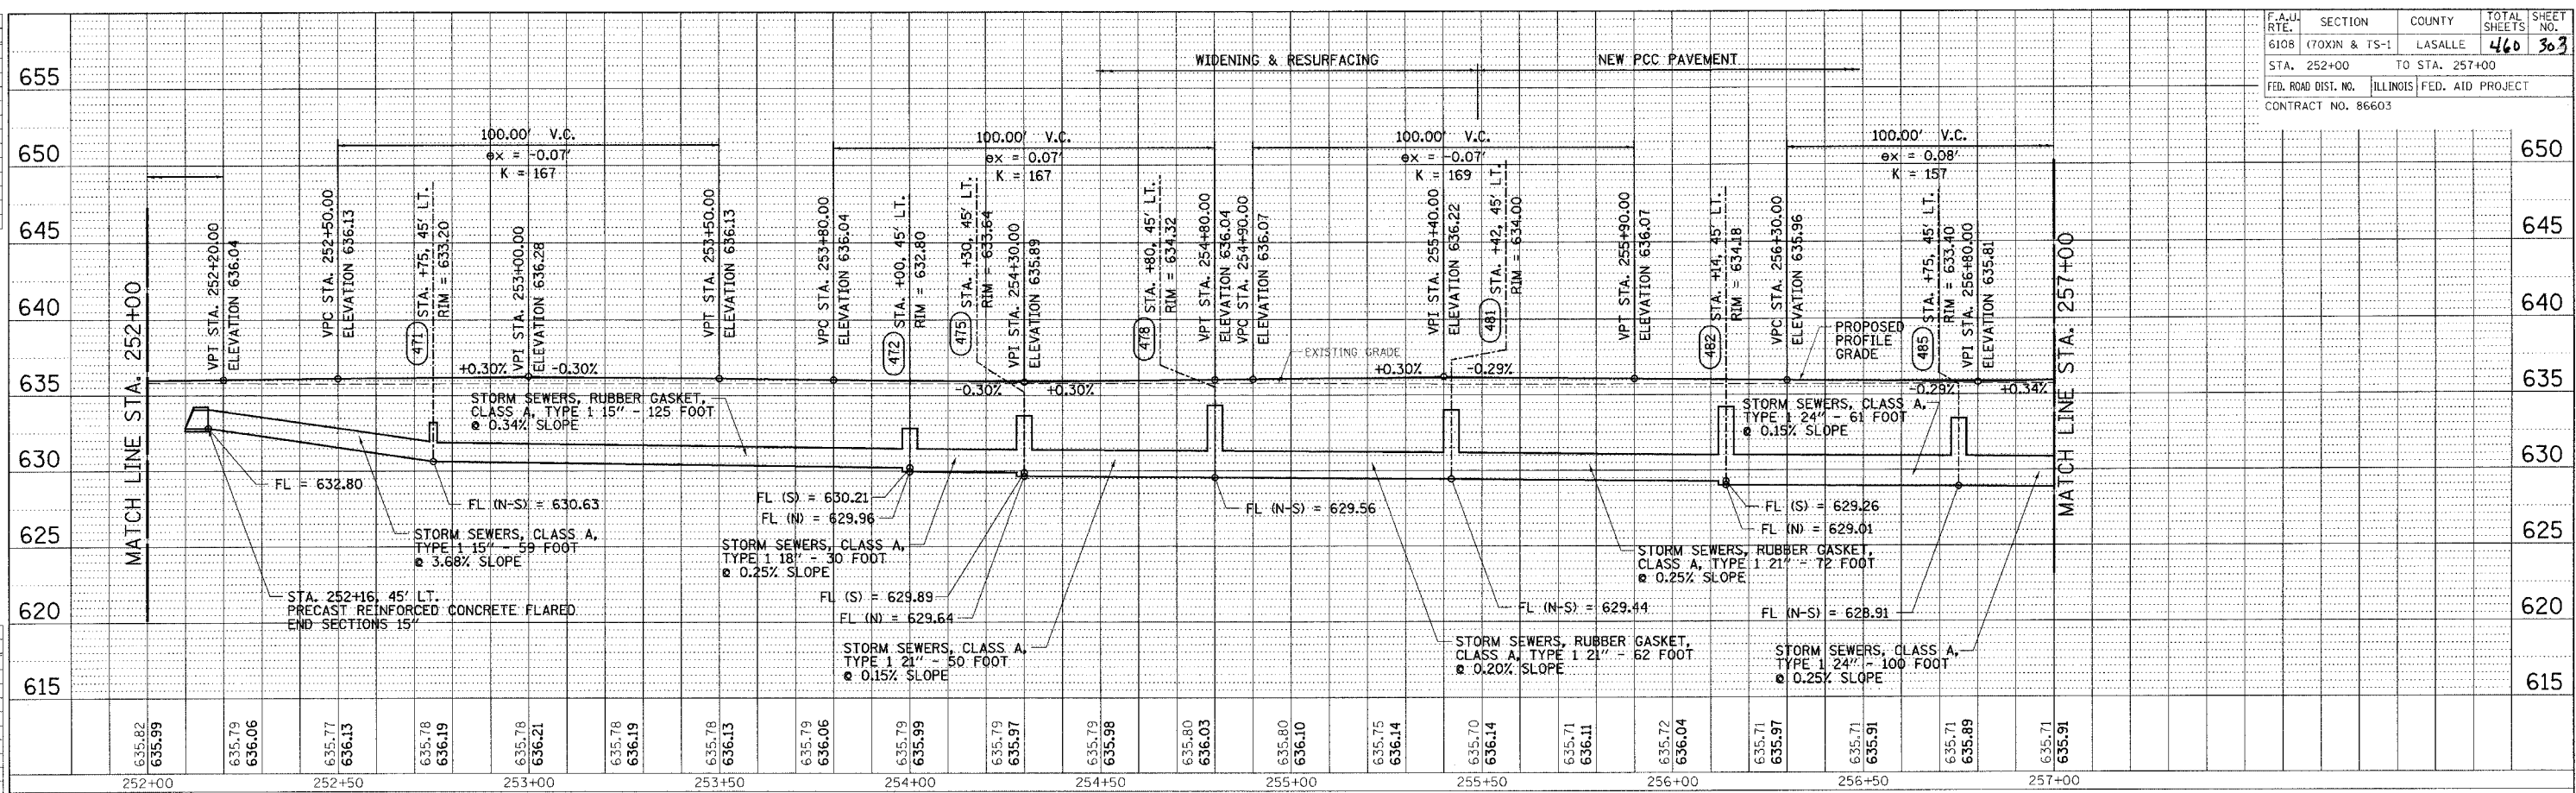 F.A.U. RTE. SECTION COUNTY TOTAL SHEETS SHEET NO.
6108 (70X)N & TS-1 LASALLE 460 303
STA. 252+00 TO STA. 257+00
FED. ROAD DIST. NO. ILLINOIS FED. AID PROJECT
CONTRACT NO. 86603
WIDENING & RESURFACING
NEW PCC PAVEMENT
655
650
645
640
635
630
625
620
615
650
645
640
635
630
625
620
615
MATCH LINE STA. 252+00
VPT STA. 252+20.00
ELEVATION 636.04
100.00' V.C.
ex = -0.07'
K = 167
VPC STA. 252+50.00
ELEVATION 636.13
471 STA. +75, 45' LT.
RIM = 633.20
VPI STA. 253+00.00
ELEVATION 636.28
VPT STA. 253+50.00
ELEVATION 636.13
+0.30% -0.30%
100.00' V.C.
ex = 0.07'
K = 167
VPC STA. 253+80.00
ELEVATION 636.04
472 STA. +00, 45' LT.
RIM = 632.80
475 STA. +30, 45' LT.
RIM = 633.64
VPI STA. 254+30.00
ELEVATION 635.89
478 STA. +80, 45' LT.
RIM = 634.32
VPT STA. 254+80.00
ELEVATION 636.04
-0.30% +0.30%
100.00' V.C.
ex = -0.07'
K = 169
VPC STA. 254+90.00
ELEVATION 636.07
VPI STA. 255+40.00
ELEVATION 636.22
481 STA. +42, 45' LT.
RIM = 634.00
VPT STA. 255+90.00
ELEVATION 636.07
EXISTING GRADE
+0.30% -0.29%
100.00' V.C.
ex = 0.08'
K = 157
482 STA. +14, 45' LT.
RIM = 634.18
VPC STA. 256+30.00
ELEVATION 635.96
PROPOSED
PROFILE
GRADE
485 STA. +75, 45' LT.
RIM = 633.40
VPI STA. 256+80.00
ELEVATION 635.81
-0.29% +0.34%
MATCH LINE STA. 257+00
STORM SEWERS, RUBBER GASKET,
CLASS A, TYPE 1 15" - 125 FOOT
@ 0.34% SLOPE
STORM SEWERS, CLASS A,
TYPE 1 24" - 61 FOOT
@ 0.15% SLOPE
FL = 632.80
FL (N-S) = 630.63
FL (S) = 630.21
FL (N) = 629.96
FL (N-S) = 629.56
FL (S) = 629.26
FL (N) = 629.01
STORM SEWERS, CLASS A,
TYPE 1 15" - 59 FOOT
@ 3.68% SLOPE
STORM SEWERS, CLASS A,
TYPE 1 18" - 30 FOOT
@ 0.25% SLOPE
STORM SEWERS, RUBBER GASKET,
CLASS A, TYPE 1 21" - 72 FOOT
@ 0.25% SLOPE
STA. 252+16, 45' LT.
PRECAST REINFORCED CONCRETE FLARED
END SECTIONS 15"
FL (S) = 629.89
FL (N) = 629.64
FL (N-S) = 629.44
FL (N-S) = 628.91
STORM SEWERS, CLASS A,
TYPE 1 21" - 50 FOOT
@ 0.15% SLOPE
STORM SEWERS, RUBBER GASKET,
CLASS A, TYPE 1 21" - 62 FOOT
@ 0.20% SLOPE
STORM SEWERS, CLASS A,
TYPE 1 24" - 100 FOOT
@ 0.25% SLOPE
635.82
635.99
635.79
636.06
635.77
636.13
635.78
636.19
635.78
636.21
635.78
636.19
635.78
636.13
635.79
636.06
635.79
635.99
635.79
635.97
635.79
635.98
635.80
636.03
635.80
636.10
635.75
636.14
635.70
636.14
635.71
636.11
635.72
636.04
635.71
635.97
635.71
635.91
635.71
635.89
635.71
635.91
252+00 252+50 253+00 253+50 254+00 254+50 255+00 255+50 256+00 256+50 257+00